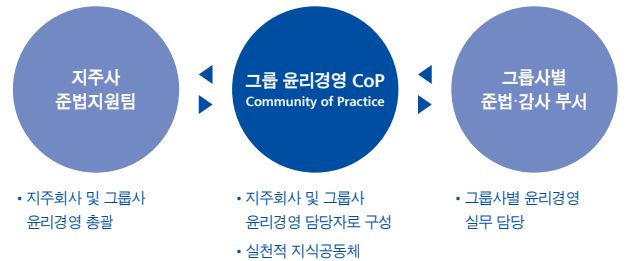 지주사
준법지원팀
그룹 윤리경영 CoP
Community of Practice
그룹사별
준법·감사 부서
• 지주회사 및 그룹사
윤리경영 총괄
• 지주회사 및 그룹사
윤리경영 담당자로 구성
• 실천적 지식공동체
• 그룹사별 윤리경영
실무 담당